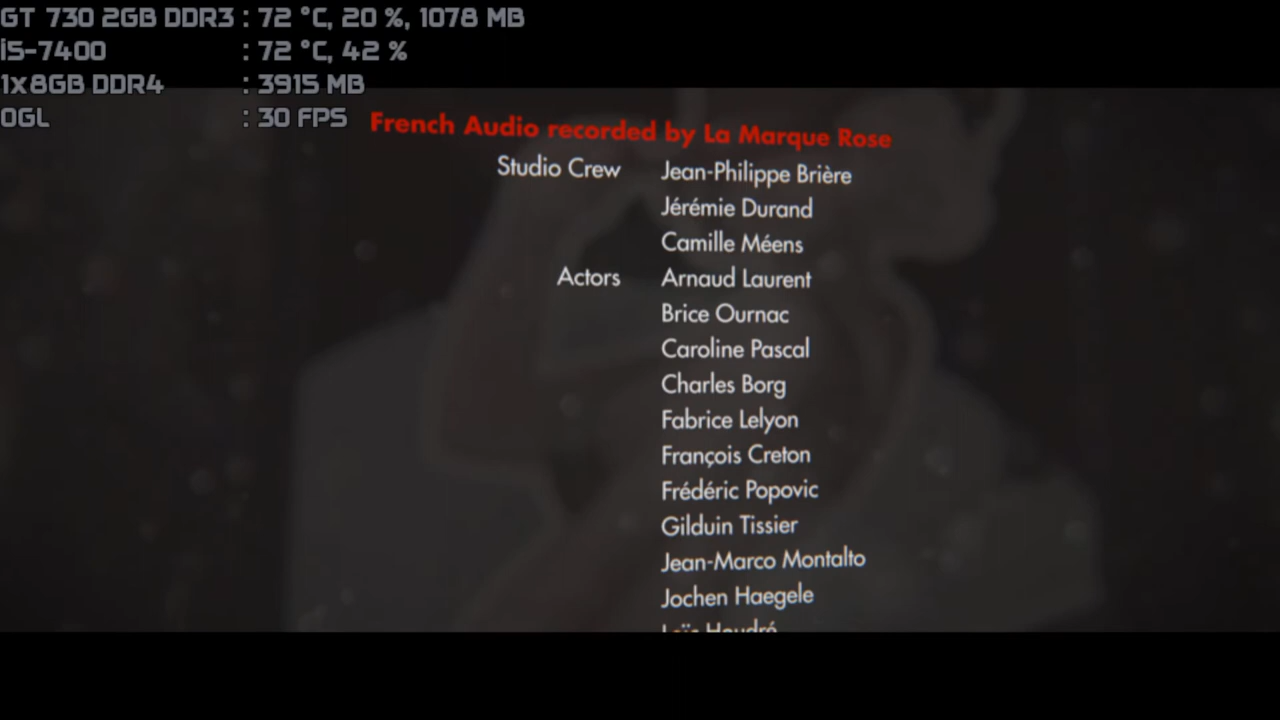 GT 730 2GB DDR3 : 72 °C, 20 %, 1078 MB
i5-7400 : 72 °C, 42 %
1x8GB DDR4 : 3915 MB
OGL : 30 FPS
French Audio recorded by La Marque Rose
Studio Crew Jean-Philippe Brière
Jérémie Durand
Camille Méens
Actors Arnaud Laurent
Brice Ournac
Caroline Pascal
Charles Borg
Fabrice Lelyon
François Creton
Frédéric Popovic
Gilduin Tissier
Jean-Marco Montalto
Jochen Haegele